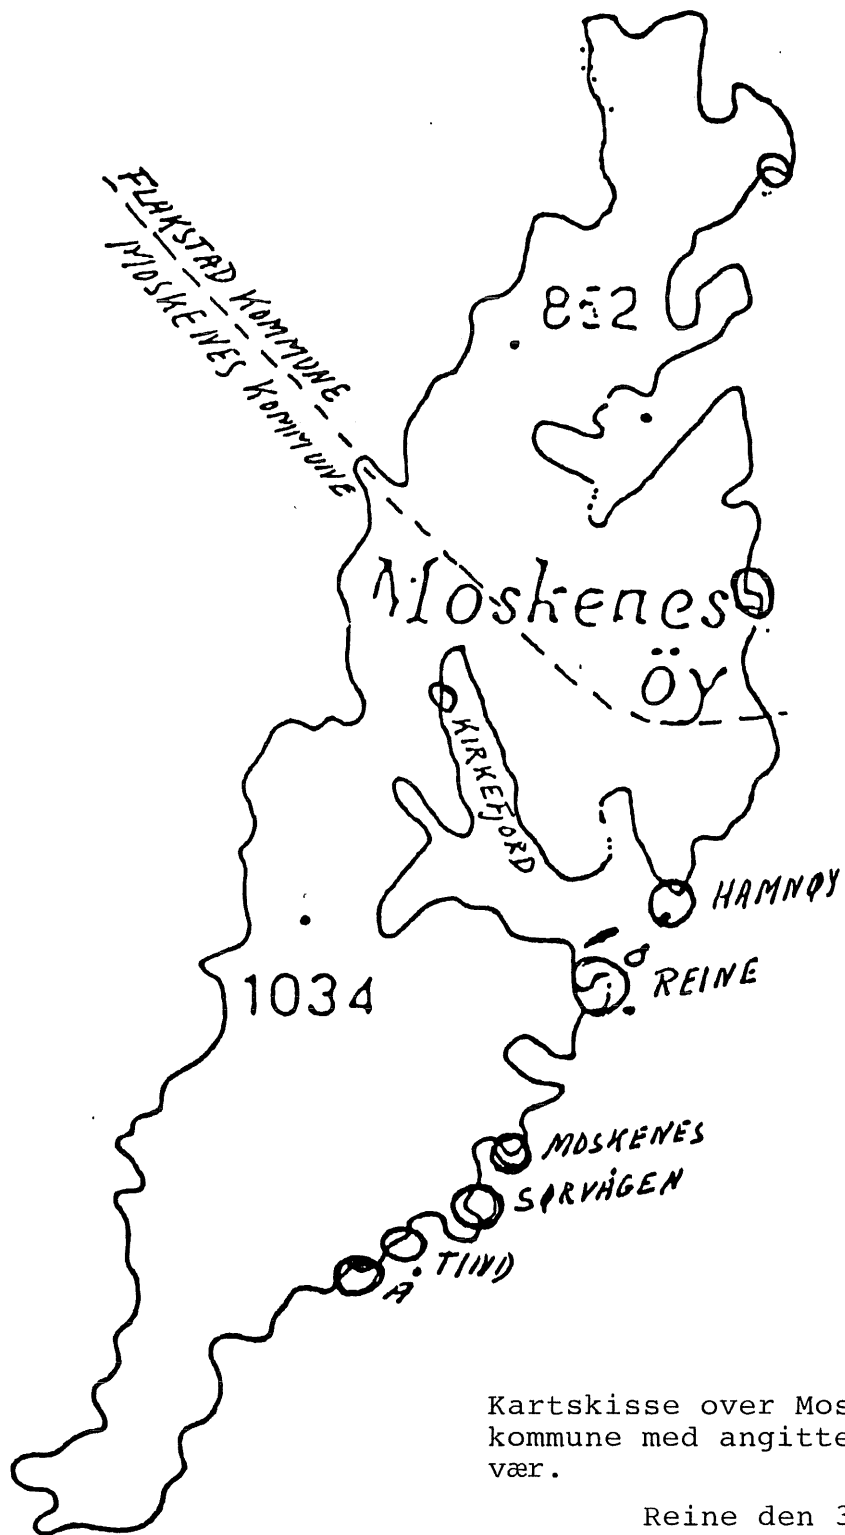 FLAKSTAD KOMMUNE
MOSKENES KOMMUNE
852
Moskenes
öy
KIRKEFJORD
HAMNØY
REINE
1034
MOSKENES
SØRVÅGEN
TIND
Å
Kartskisse over Mos
kommune med angitte
vær.
Reine den 3